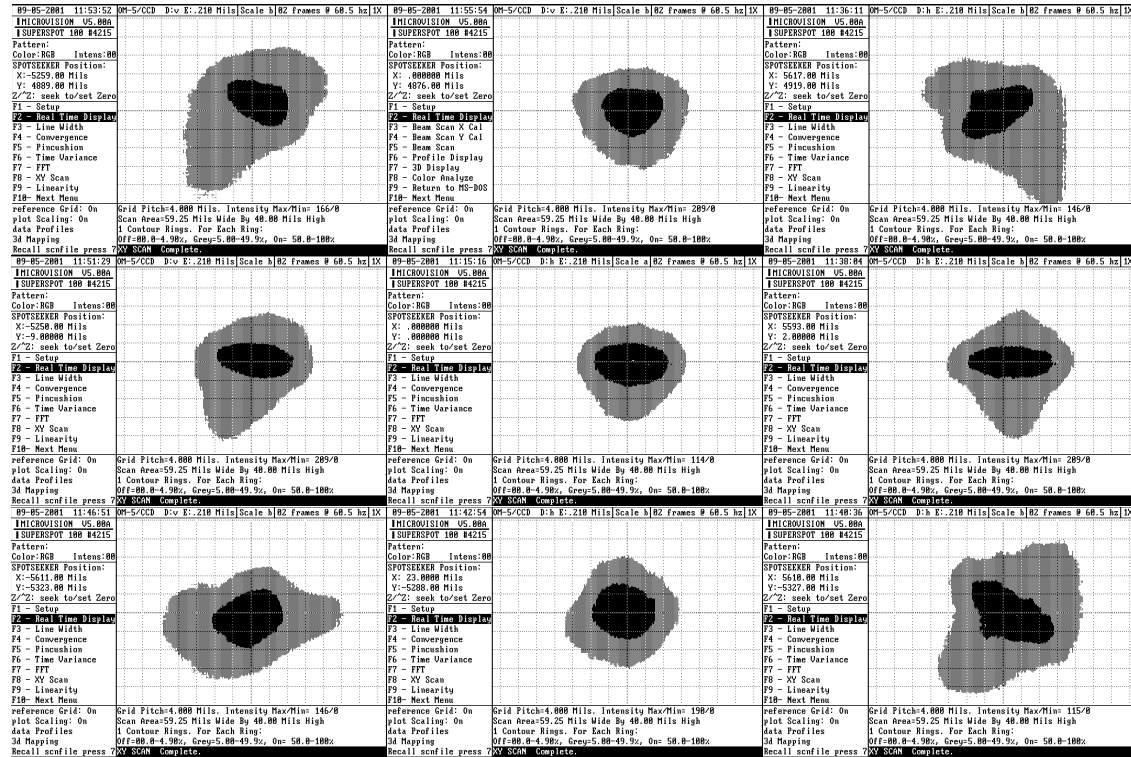 09-05-2001 11:53:52 OM-5/CCD D:v E:.210 Mils Scale b 02 frames @ 60.5 hz 1X
MICROVISION V5.00A
SUPERSPOT 100 #4215
Pattern:
Color:RGB Intens:00
SPOTSEEKER Position:
X:-5259.00 Mils
Y: 4889.00 Mils
Z/^Z: seek to/set Zero
F1 - Setup
F2 - Real Time Display
F3 - Line Width
F4 - Convergence
F5 - Pincushion
F6 - Time Variance
F7 - FFT
F8 - XY Scan
F9 - Linearity
F10- Next Menu
reference Grid: On Grid Pitch=4.000 Mils. Intensity Max/Min= 166/0
plot Scaling: On Scan Area=59.25 Mils Wide By 40.00 Mils High
data Profiles 1 Contour Rings. For Each Ring:
3d Mapping Off=00.0-4.90%, Grey=5.00-49.9%, On= 50.0-100%
Recall scnfile press 7 XY SCAN Complete.
09-05-2001 11:55:54 OM-5/CCD D:v E:.210 Mils Scale b 02 frames @ 60.5 hz 1X
MICROVISION V5.00A
SUPERSPOT 100 #4215
Pattern:
Color:RGB Intens:00
SPOTSEEKER Position:
X: .000000 Mils
Y: 4876.00 Mils
Z/^Z: seek to/set Zero
F1 - Setup
F2 - Real Time Display
F3 - Beam Scan X Cal
F4 - Beam Scan Y Cal
F5 - Beam Scan
F6 - Profile Display
F7 - 3D Display
F8 - Color Analyze
F9 - Return to MS-DOS
F10- Next Menu
reference Grid: On Grid Pitch=4.000 Mils. Intensity Max/Min= 209/0
plot Scaling: On Scan Area=59.25 Mils Wide By 40.00 Mils High
data Profiles 1 Contour Rings. For Each Ring:
3d Mapping Off=00.0-4.90%, Grey=5.00-49.9%, On= 50.0-100%
Recall scnfile press 7 XY SCAN Complete.
09-05-2001 11:36:11 OM-5/CCD D:h E:.210 Mils Scale b 02 frames @ 60.5 hz 1X
MICROVISION V5.00A
SUPERSPOT 100 #4215
Pattern:
Color:RGB Intens:00
SPOTSEEKER Position:
X: 5617.00 Mils
Y: 4919.00 Mils
Z/^Z: seek to/set Zero
F1 - Setup
F2 - Real Time Display
F3 - Line Width
F4 - Convergence
F5 - Pincushion
F6 - Time Variance
F7 - FFT
F8 - XY Scan
F9 - Linearity
F10- Next Menu
reference Grid: On Grid Pitch=4.000 Mils. Intensity Max/Min= 146/0
plot Scaling: On Scan Area=59.25 Mils Wide By 40.00 Mils High
data Profiles 1 Contour Rings. For Each Ring:
3d Mapping Off=00.0-4.90%, Grey=5.00-49.9%, On= 50.0-100%
Recall scnfile press 7 XY SCAN Complete.
09-05-2001 11:51:29 OM-5/CCD D:v E:.210 Mils Scale b 02 frames @ 60.5 hz 1X
MICROVISION V5.00A
SUPERSPOT 100 #4215
Pattern:
Color:RGB Intens:00
SPOTSEEKER Position:
X:-5250.00 Mils
Y:-9.00000 Mils
Z/^Z: seek to/set Zero
F1 - Setup
F2 - Real Time Display
F3 - Line Width
F4 - Convergence
F5 - Pincushion
F6 - Time Variance
F7 - FFT
F8 - XY Scan
F9 - Linearity
F10- Next Menu
reference Grid: On Grid Pitch=4.000 Mils. Intensity Max/Min= 209/0
plot Scaling: On Scan Area=59.25 Mils Wide By 40.00 Mils High
data Profiles 1 Contour Rings. For Each Ring:
3d Mapping Off=00.0-4.90%, Grey=5.00-49.9%, On= 50.0-100%
Recall scnfile press 7 XY SCAN Complete.
09-05-2001 11:15:16 OM-5/CCD D:h E:.210 Mils Scale a 02 frames @ 60.5 hz 1X
MICROVISION V5.00A
SUPERSPOT 100 #4215
Pattern:
Color:RGB Intens:00
SPOTSEEKER Position:
X: .000000 Mils
Y: .000000 Mils
Z/^Z: seek to/set Zero
F1 - Setup
F2 - Real Time Display
F3 - Line Width
F4 - Convergence
F5 - Pincushion
F6 - Time Variance
F7 - FFT
F8 - XY Scan
F9 - Linearity
F10- Next Menu
reference Grid: On Grid Pitch=4.000 Mils. Intensity Max/Min= 114/0
plot Scaling: On Scan Area=59.25 Mils Wide By 40.00 Mils High
data Profiles 1 Contour Rings. For Each Ring:
3d Mapping Off=00.0-4.90%, Grey=5.00-49.9%, On= 50.0-100%
Recall scnfile press 7 XY SCAN Complete.
09-05-2001 11:38:04 OM-5/CCD D:h E:.210 Mils Scale b 02 frames @ 60.5 hz 1X
MICROVISION V5.00A
SUPERSPOT 100 #4215
Pattern:
Color:RGB Intens:00
SPOTSEEKER Position:
X: 5593.00 Mils
Y: 2.00000 Mils
Z/^Z: seek to/set Zero
F1 - Setup
F2 - Real Time Display
F3 - Line Width
F4 - Convergence
F5 - Pincushion
F6 - Time Variance
F7 - FFT
F8 - XY Scan
F9 - Linearity
F10- Next Menu
reference Grid: On Grid Pitch=4.000 Mils. Intensity Max/Min= 209/0
plot Scaling: On Scan Area=59.25 Mils Wide By 40.00 Mils High
data Profiles 1 Contour Rings. For Each Ring:
3d Mapping Off=00.0-4.90%, Grey=5.00-49.9%, On= 50.0-100%
Recall scnfile press 7 XY SCAN Complete.
09-05-2001 11:46:51 OM-5/CCD D:v E:.210 Mils Scale b 02 frames @ 60.5 hz 1X
MICROVISION V5.00A
SUPERSPOT 100 #4215
Pattern:
Color:RGB Intens:00
SPOTSEEKER Position:
X:-5611.00 Mils
Y:-5323.00 Mils
Z/^Z: seek to/set Zero
F1 - Setup
F2 - Real Time Display
F3 - Line Width
F4 - Convergence
F5 - Pincushion
F6 - Time Variance
F7 - FFT
F8 - XY Scan
F9 - Linearity
F10- Next Menu
reference Grid: On Grid Pitch=4.000 Mils. Intensity Max/Min= 146/0
plot Scaling: On Scan Area=59.25 Mils Wide By 40.00 Mils High
data Profiles 1 Contour Rings. For Each Ring:
3d Mapping Off=00.0-4.90%, Grey=5.00-49.9%, On= 50.0-100%
Recall scnfile press 7 XY SCAN Complete.
09-05-2001 11:42:54 OM-5/CCD D:h E:.210 Mils Scale b 02 frames @ 60.5 hz 1X
MICROVISION V5.00A
SUPERSPOT 100 #4215
Pattern:
Color:RGB Intens:00
SPOTSEEKER Position:
X: 23.0000 Mils
Y:-5288.00 Mils
Z/^Z: seek to/set Zero
F1 - Setup
F2 - Real Time Display
F3 - Line Width
F4 - Convergence
F5 - Pincushion
F6 - Time Variance
F7 - FFT
F8 - XY Scan
F9 - Linearity
F10- Next Menu
reference Grid: On Grid Pitch=4.000 Mils. Intensity Max/Min= 190/0
plot Scaling: On Scan Area=59.25 Mils Wide By 40.00 Mils High
data Profiles 1 Contour Rings. For Each Ring:
3d Mapping Off=00.0-4.90%, Grey=5.00-49.9%, On= 50.0-100%
Recall scnfile press 7 XY SCAN Complete.
09-05-2001 11:40:36 OM-5/CCD D:h E:.210 Mils Scale b 02 frames @ 60.5 hz 1X
MICROVISION V5.00A
SUPERSPOT 100 #4215
Pattern:
Color:RGB Intens:00
SPOTSEEKER Position:
X: 5610.00 Mils
Y:-5327.00 Mils
Z/^Z: seek to/set Zero
F1 - Setup
F2 - Real Time Display
F3 - Line Width
F4 - Convergence
F5 - Pincushion
F6 - Time Variance
F7 - FFT
F8 - XY Scan
F9 - Linearity
F10- Next Menu
reference Grid: On Grid Pitch=4.000 Mils. Intensity Max/Min= 115/0
plot Scaling: On Scan Area=59.25 Mils Wide By 40.00 Mils High
data Profiles 1 Contour Rings. For Each Ring:
3d Mapping Off=00.0-4.90%, Grey=5.00-49.9%, On= 50.0-100%
Recall scnfile press 7 XY SCAN Complete.